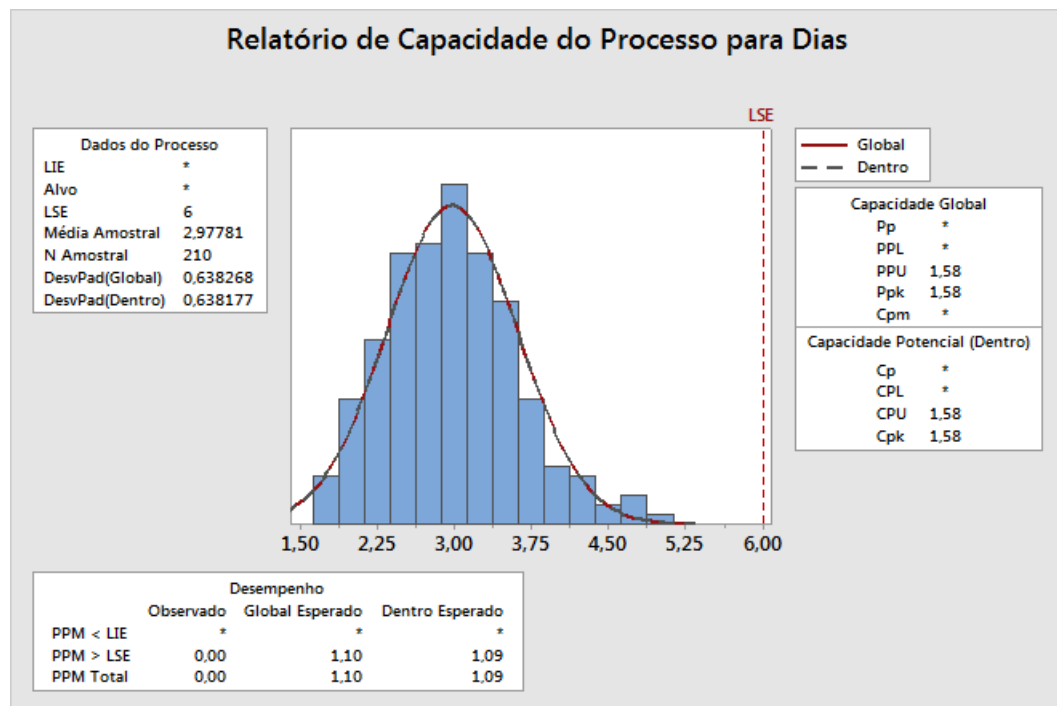 Relatório de Capacidade do Processo para Dias
LSE
Dados do Processo
LIE *
Alvo *
LSE 6
Média Amostral 2,97781
N Amostral 210
DesvPad(Global) 0,638268
DesvPad(Dentro) 0,638177
Global
Dentro
Capacidade Global
Pp *
PPL *
PPU 1,58
Ppk 1,58
Cpm *
Capacidade Potencial (Dentro)
Cp *
CPL *
CPU 1,58
Cpk 1,58
1,50 2,25 3,00 3,75 4,50 5,25 6,00
Desempenho
Observado Global Esperado Dentro Esperado
PPM < LIE * * *
PPM > LSE 0,00 1,10 1,09
PPM Total 0,00 1,10 1,09